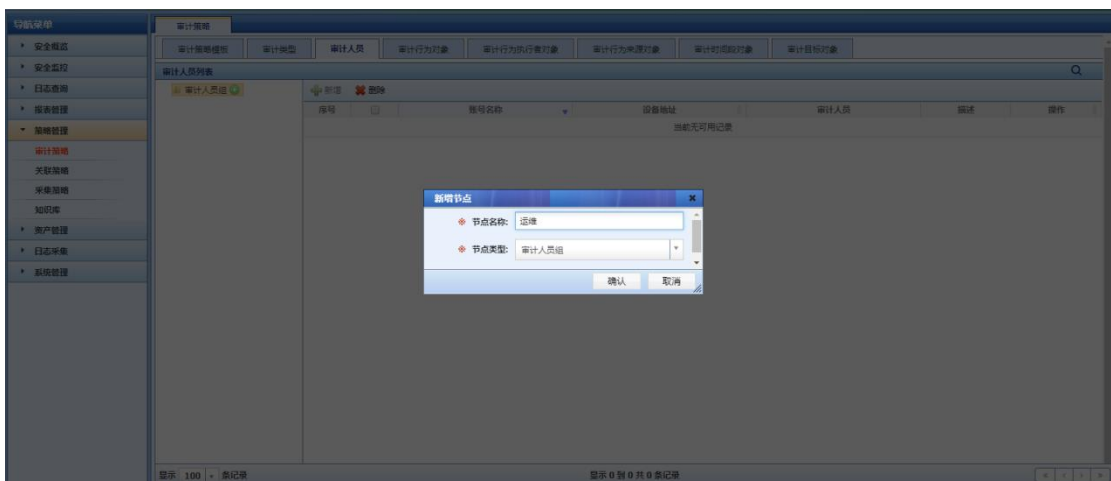 导航菜单
审计策略
安全概览
安全监控
日志查询
报表管理
策略管理
审计策略
关联策略
采集策略
知识库
资产管理
日志采集
系统管理
审计策略模板 审计类型 审计人员 审计行为对象 审计行为执行者对象 审计行为来源对象 审计时间段对象 审计目标对象
审计人员列表
审计人员组
新增 删除
序号 账号名称 设备地址 审计人员 描述 操作
当前无可用记录
新增节点
节点名称: 运维
节点类型: 审计人员组
确认 取消
显示 100 条记录
显示 0 到 0 共 0 条记录